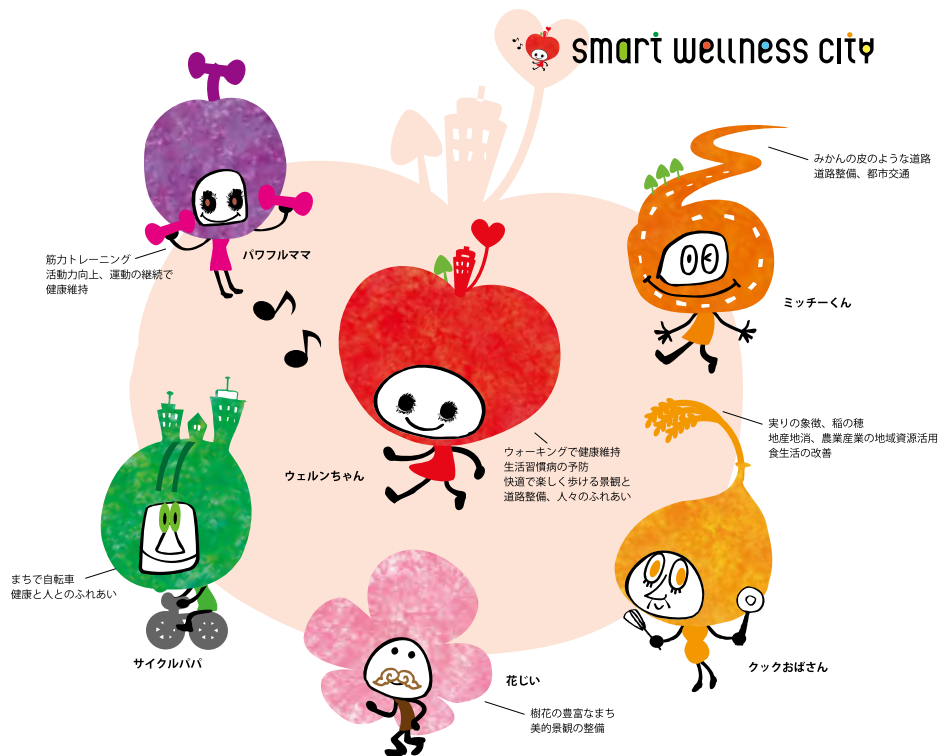 smart wellness city
みかんの皮のような道路
道路整備、都市交通
ミッチーくん
パワフルママ
筋力トレーニング
活動力向上、運動の継続で
健康維持
ウェルンちゃん
ウォーキングで健康維持
生活習慣病の予防
快適で楽しく歩ける景観と
道路整備、人々のふれあい
実りの象徴、稲の穂
地産地消、農業産業の地域資源活用
食生活の改善
クックおばさん
まちで自転車
健康と人とのふれあい
サイクルパパ
花じい
樹花の豊富なまち
美的景観の整備